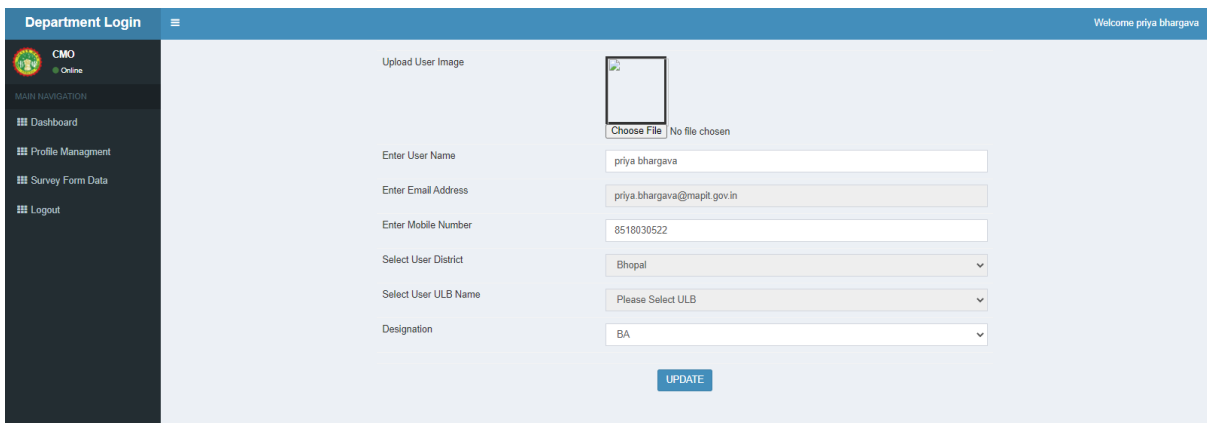 Department Login
Welcome priya bhargava
CMO
Online
MAIN NAVIGATION
Dashboard
Profile Managment
Survey Form Data
Logout
Upload User Image
Choose File No file chosen
Enter User Name
priya bhargava
Enter Email Address
priya.bhargava@mapit.gov.in
Enter Mobile Number
8518030522
Select User District
Bhopal
Select User ULB Name
Please Select ULB
Designation
BA
UPDATE